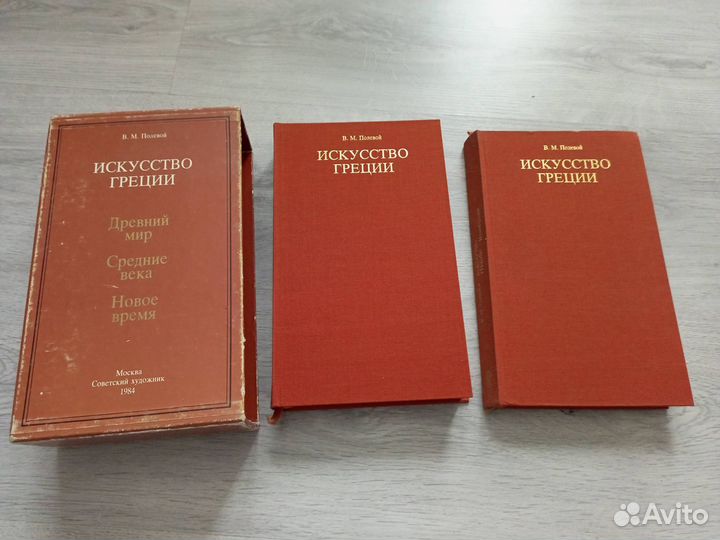 В. М. Полевой
ИСКУССТВО
ГРЕЦИИ
Древний
мир
Средние
века
Новое
время
Москва
Советский художник
1984
В. М. Полевой
ИСКУССТВО
ГРЕЦИИ
В. М. Полевой
ИСКУССТВО
ГРЕЦИИ
Avito